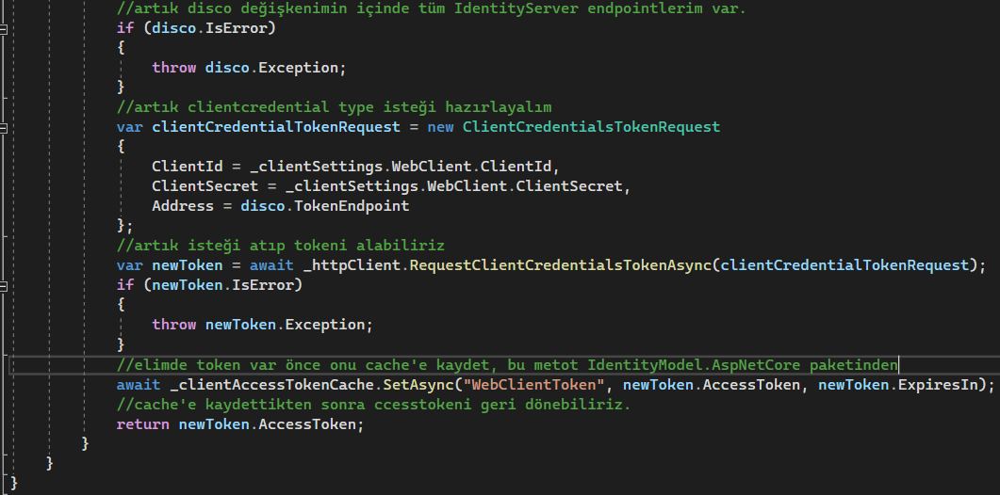 //artık disco değişkenimin içinde tüm IdentityServer endpointlerim var.
if (disco.IsError)
{
throw disco.Exception;
}
//artık clientcredential type isteği hazırlayalım
var clientCredentialTokenRequest = new ClientCredentialsTokenRequest
{
ClientId = _clientSettings.WebClient.ClientId,
ClientSecret = _clientSettings.WebClient.ClientSecret,
Address = disco.TokenEndpoint
};
//artık isteği atıp tokeni alabiliriz
var newToken = await _httpClient.RequestClientCredentialsTokenAsync(clientCredentialTokenRequest);
if (newToken.IsError)
{
throw newToken.Exception;
}
//elimde token var önce onu cache'e kaydet, bu metot IdentityModel.AspNetCore paketinden
await _clientAccessTokenCache.SetAsync("WebClientToken", newToken.AccessToken, newToken.ExpiresIn);
//cache'e kaydettikten sonra ccesstokeni geri dönebiliriz.
return newToken.AccessToken;
}
}
}